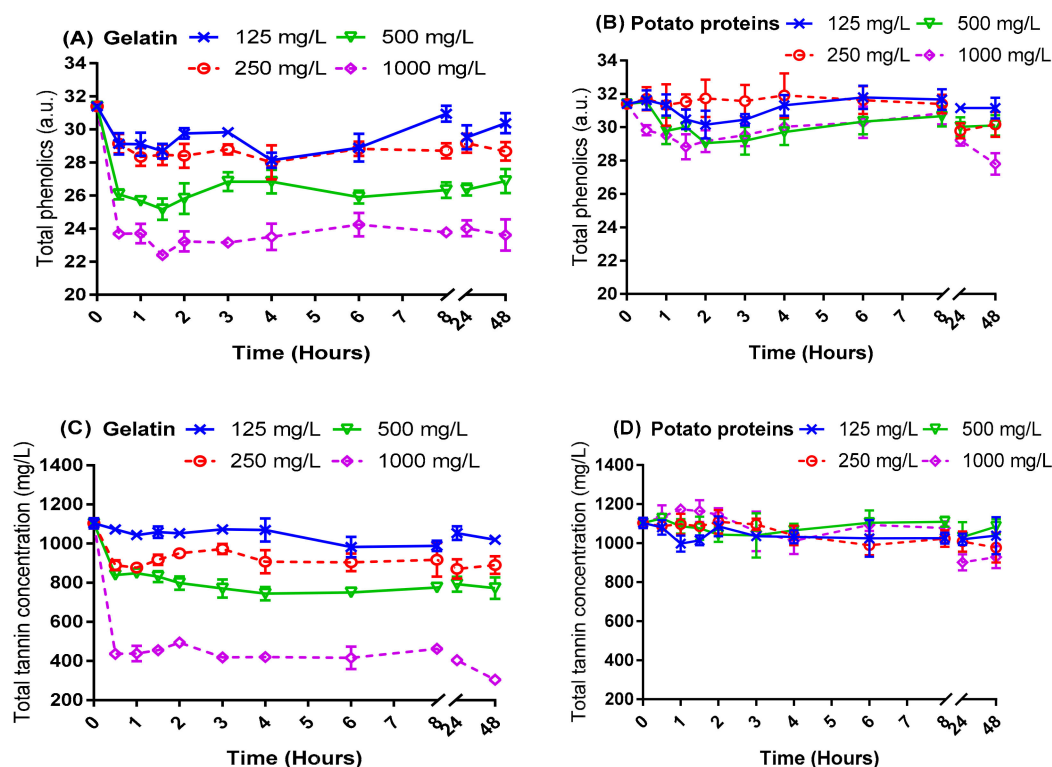 (A) Gelatin 125 mg/L 500 mg/L
250 mg/L 1000 mg/L
Total phenolics (a.u.)
34
32
30
28
26
24
22
20
0 1 2 3 4 5 6 7 8 24 48
Time (Hours)
(B) Potato proteins 125 mg/L 500 mg/L
250 mg/L 1000 mg/L
Total phenolics (a.u.)
34
32
30
28
26
24
22
20
0 1 2 3 4 5 6 7 8 24 48
Time (Hours)
(C) Gelatin 125 mg/L 500 mg/L
250 mg/L 1000 mg/L
Total tannin concentration (mg/L)
1400
1200
1000
800
600
400
200
0 1 2 3 4 5 6 7 8 24 48
Time (Hours)
(D) Potato proteins 125 mg/L 500 mg/L
250 mg/L 1000 mg/L
Total tannin concentration (mg/L)
1400
1200
1000
800
600
400
200
0 1 2 3 4 5 6 7 8 24 48
Time (Hours)